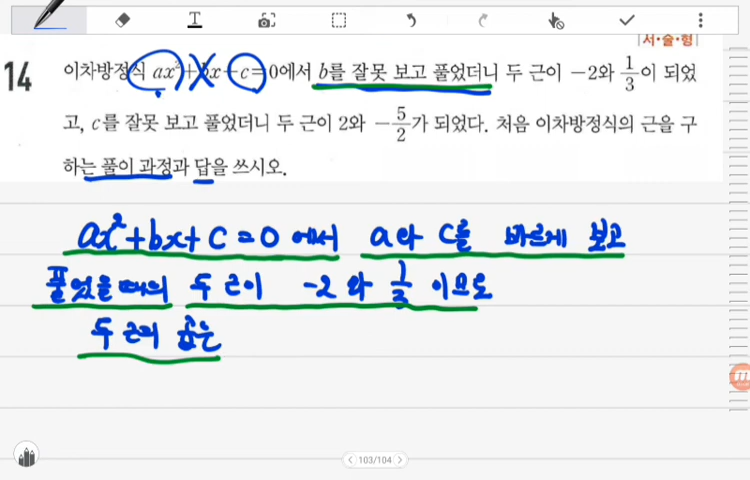 |서·술·형|
14 이차방정식 ax²+bx+c=0에서 b를 잘못 보고 풀었더니 두 근이 -2와 1/3이 되었
고, c를 잘못 보고 풀었더니 두 근이 2와 -5/2가 되었다. 처음 이차방정식의 근을 구
하는 풀이 과정과 답을 쓰시오.
ax²+bx+c=0 에서 a와 c를 바르게 보고
풀었을때의 두 근이 -2 와 1/3 이므로
두 근의 곱은
103/104